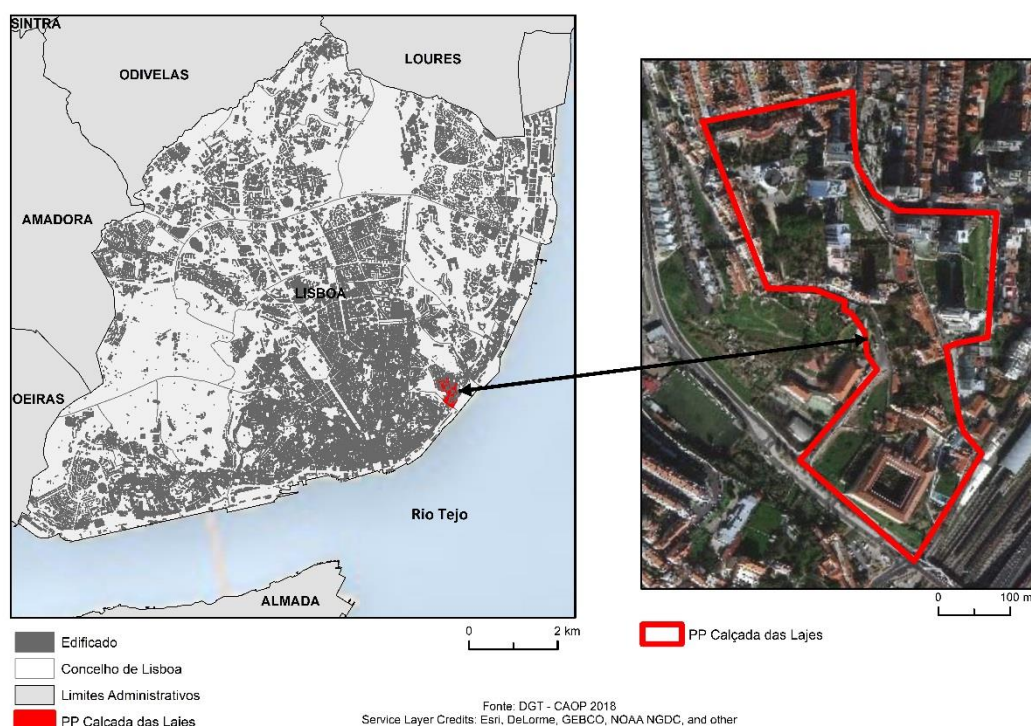 SINTRA
ODIVELAS
LOURES
AMADORA
LISBOA
OEIRAS
Rio Tejo
ALMADA
0 2 km
0 100 m
Edificado
Concelho de Lisboa
Limites Administrativos
PP Calçada das Lajes
PP Calçada das Lajes
Fonte: DGT - CAOP 2018
Service Layer Credits: Esri, DeLorme, GEBCO, NOAA NGDC, and other